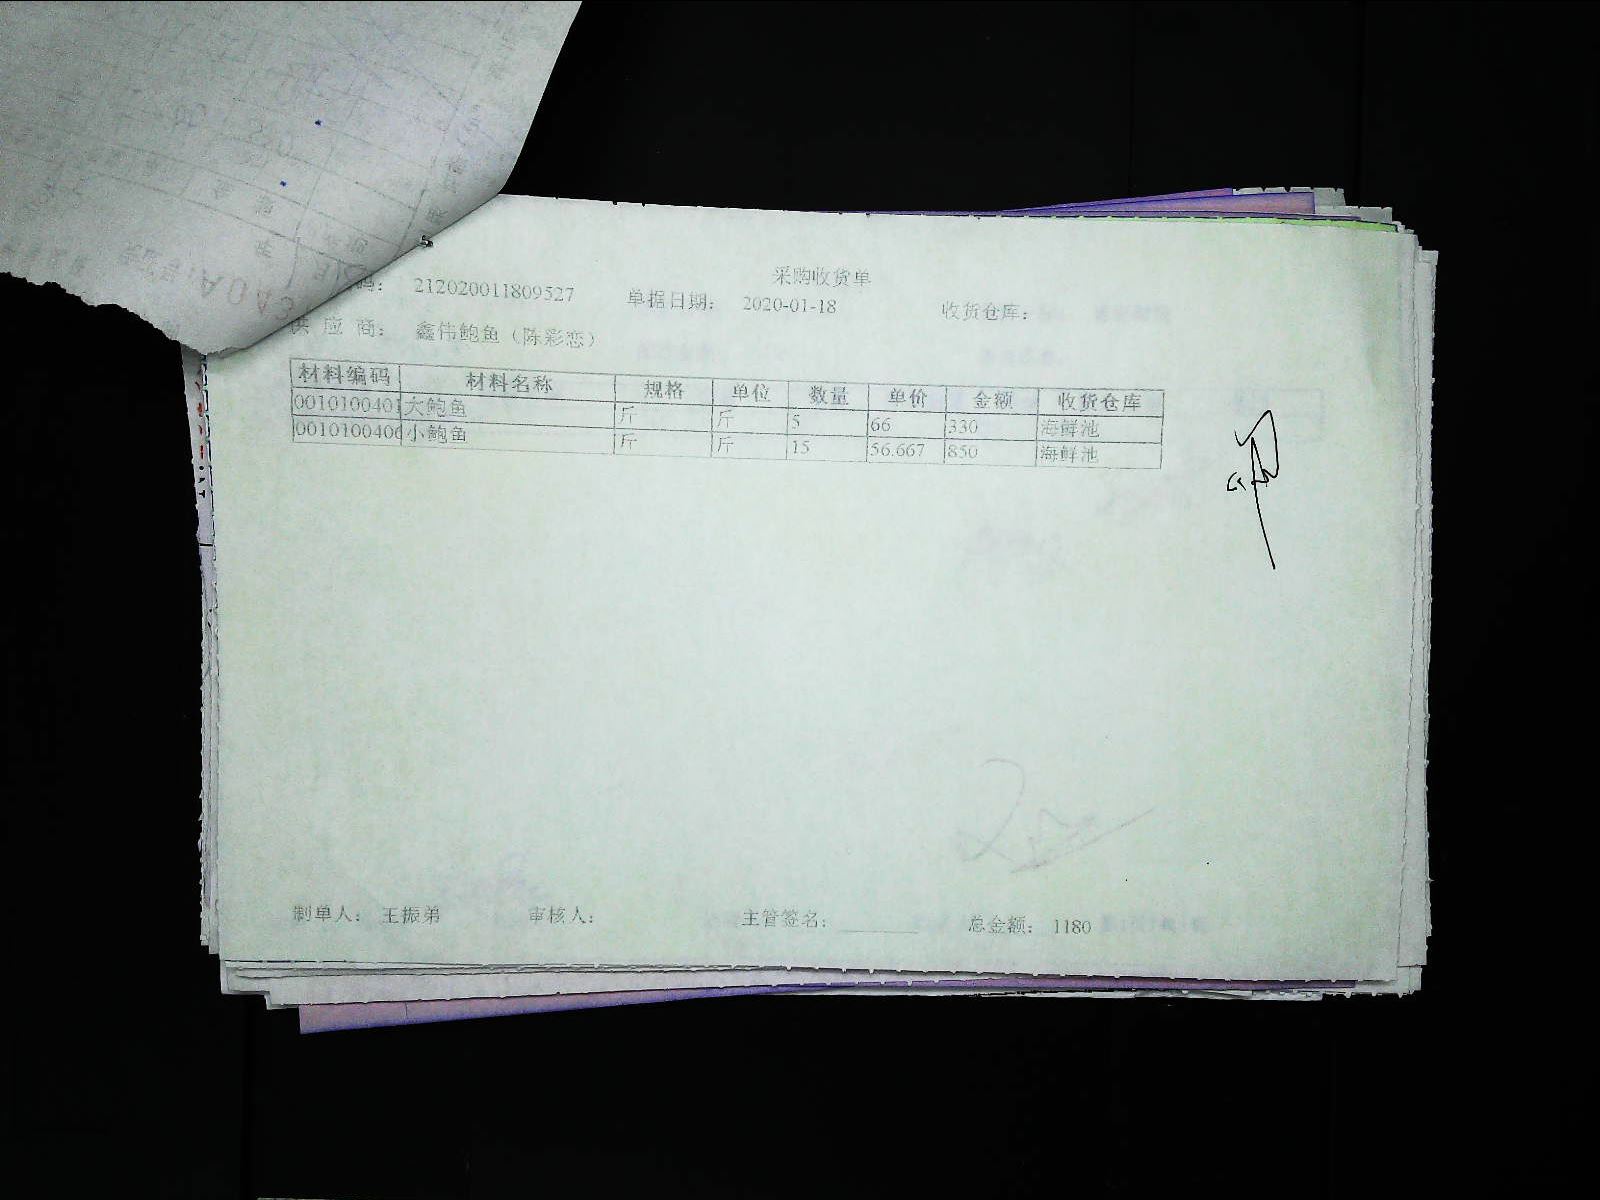 采购收货单
码: 212020011809527 单据日期: 2020-01-18 收货仓库:
供 应 商: 鑫伟鲍鱼（陈彩恋）
材料编码 材料名称 规格 单位 数量 单价 金额 收货仓库
0010100401 大鲍鱼 斤 斤 5 66 330 海鲜池
0010100406 小鲍鱼 斤 斤 15 56.667 850 海鲜池
制单人: 王振弟 审核人: 主管签名: 总金额: 1180